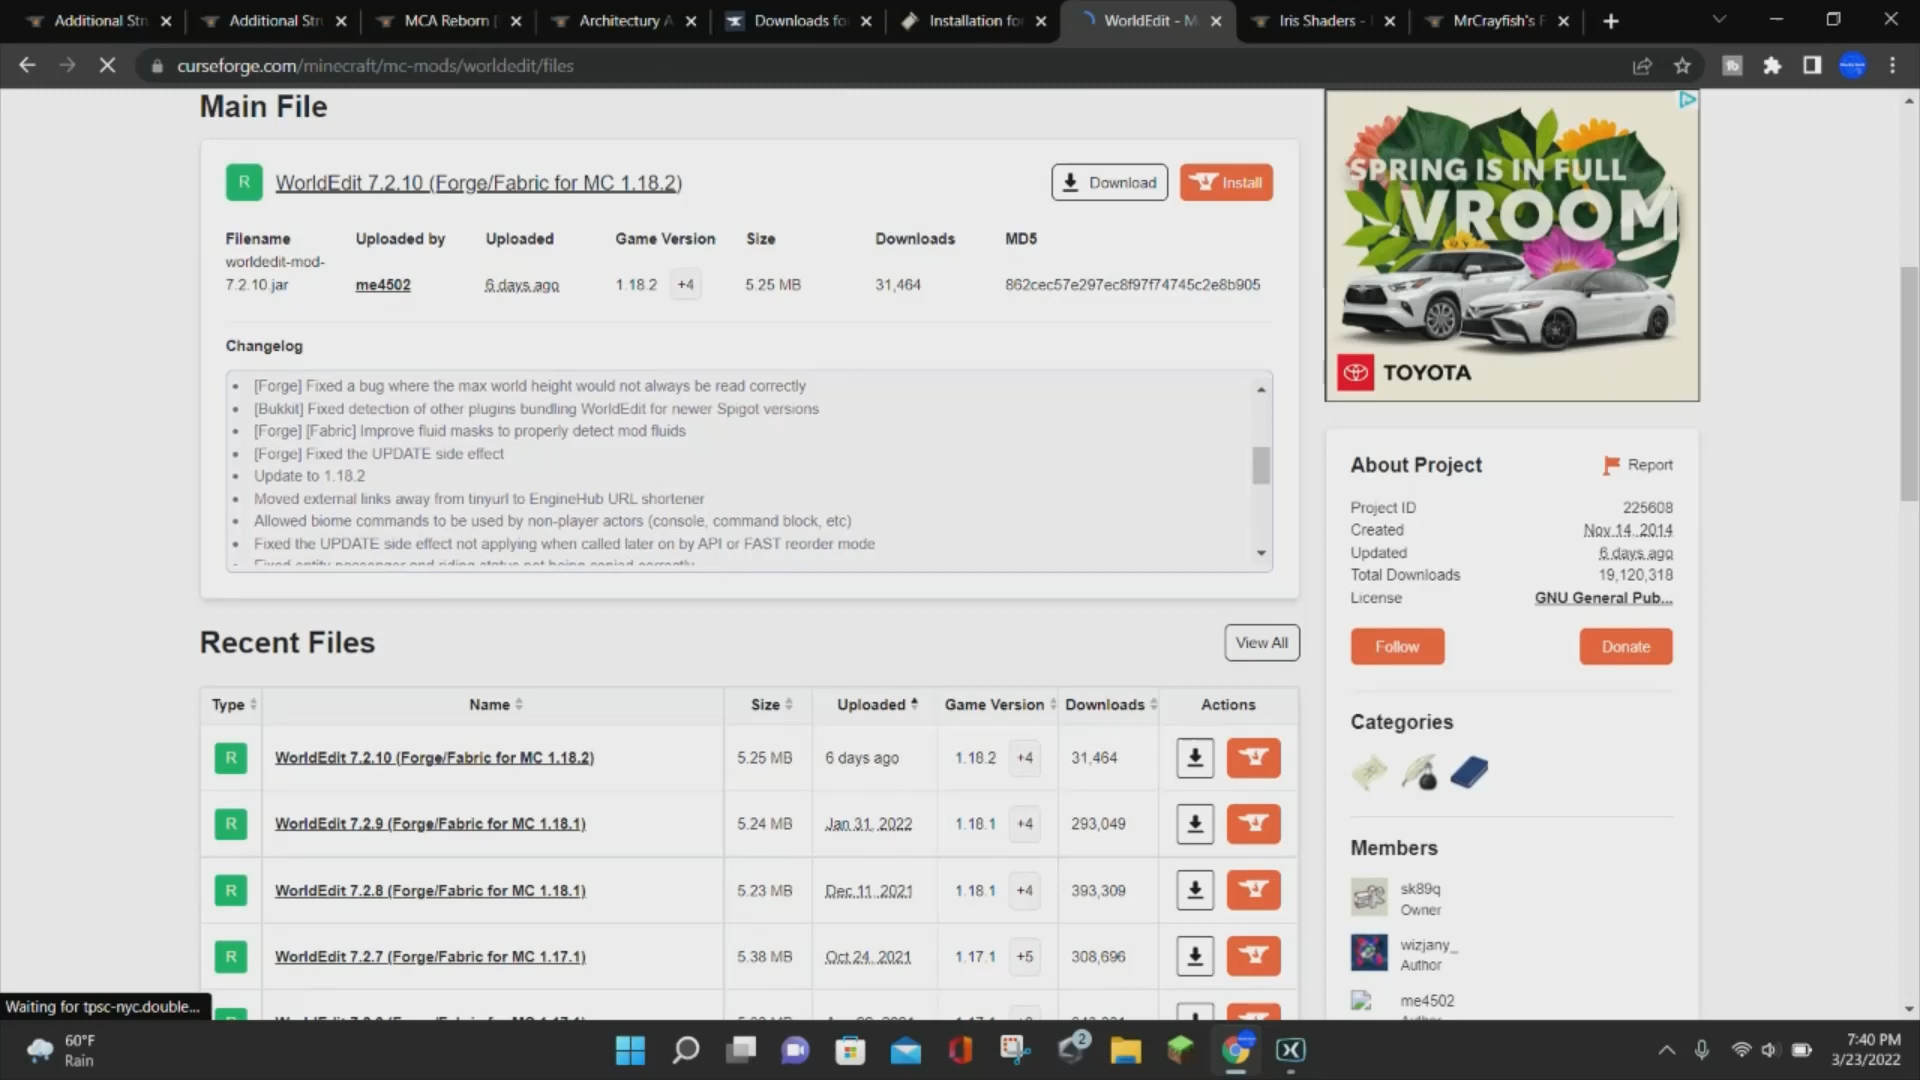 Additional Str
Additional Str
MCA Reborn [
Architectury A
Downloads fo
Installation fo
WorldEdit - M
Iris Shaders -
MrCrayfish's F
curseforge.com/minecraft/mc-mods/worldedit/files
Main File
R WorldEdit 7.2.10 (Forge/Fabric for MC 1.18.2)
Download
Install
Filename Uploaded by Uploaded Game Version Size Downloads MD5
worldedit-mod-
7.2.10.jar me4502 6 days ago 1.18.2 +4 5.25 MB 31,464 862cec57e297ec8f97f74745c2e8b905
Changelog
[Forge] Fixed a bug where the max world height would not always be read correctly
[Bukkit] Fixed detection of other plugins bundling WorldEdit for newer Spigot versions
[Forge] [Fabric] Improve fluid masks to properly detect mod fluids
[Forge] Fixed the UPDATE side effect
Update to 1.18.2
Moved external links away from tinyurl to EngineHub URL shortener
Allowed biome commands to be used by non-player actors (console, command block, etc)
Fixed the UPDATE side effect not applying when called later on by API or FAST reorder mode
Fixed entity passenger and riding status not being copied correctly
Recent Files
View All
Type Name Size Uploaded Game Version Downloads Actions
R WorldEdit 7.2.10 (Forge/Fabric for MC 1.18.2) 5.25 MB 6 days ago 1.18.2 +4 31,464
R WorldEdit 7.2.9 (Forge/Fabric for MC 1.18.1) 5.24 MB Jan 31, 2022 1.18.1 +4 293,049
R WorldEdit 7.2.8 (Forge/Fabric for MC 1.18.1) 5.23 MB Dec 11, 2021 1.18.1 +4 393,309
R WorldEdit 7.2.7 (Forge/Fabric for MC 1.17.1) 5.38 MB Oct 24, 2021 1.17.1 +5 308,696
SPRING IS IN FULL
VROOM
TOYOTA
About Project
Report
Project ID 225608
Created Nov 14, 2014
Updated 6 days ago
Total Downloads 19,120,318
License GNU General Pub...
Follow
Donate
Categories
Members
sk89q
Owner
wizjany_
Author
me4502
Waiting for tpsc-nyc.double...
60°F
Rain
2
7:40 PM
3/23/2022